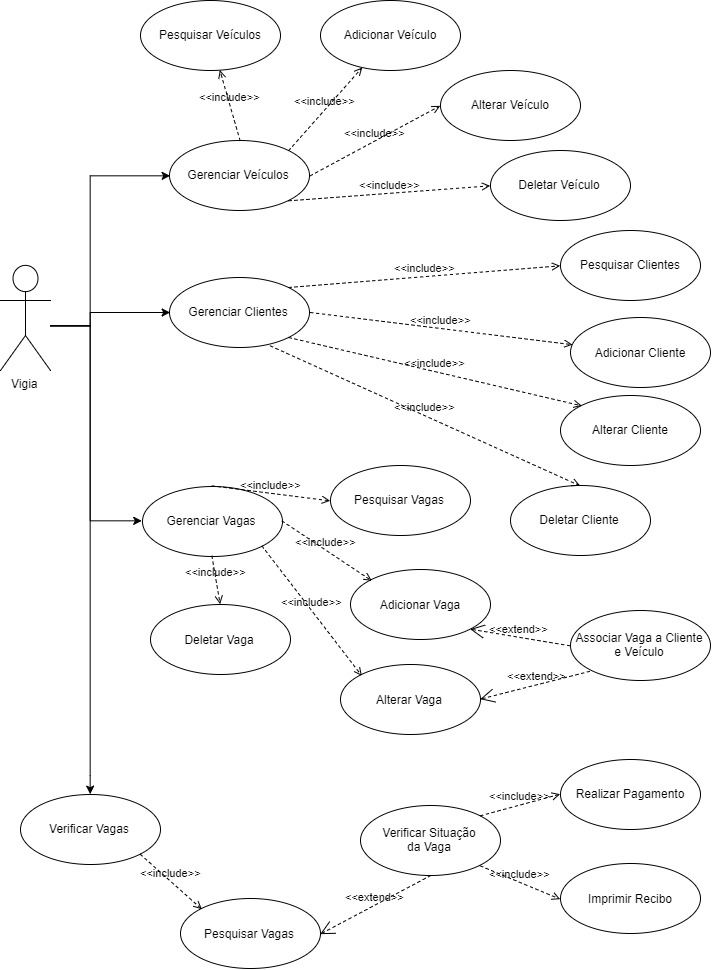 Pesquisar Veículos
Adicionar Veículo
<<include>>
<<include>>
Alterar Veículo
<<include>>
Gerenciar Veículos
<<include>>
Deletar Veículo
<<include>>
Pesquisar Clientes
Gerenciar Clientes
<<include>>
Adicionar Cliente
<<include>>
Vigia
<<include>>
Alterar Cliente
<<include>>
Pesquisar Vagas
Gerenciar Vagas
Deletar Cliente
<<include>>
<<include>>
<<include>>
<<include>>
Adicionar Vaga
Deletar Vaga
<<extend>>
Associar Vaga a Cliente
e Veículo
<<extend>>
Alterar Vaga
<<include>>
Realizar Pagamento
Verificar Vagas
Verificar Situação
da Vaga
<<include>>
<<include>>
<<extend>>
Imprimir Recibo
Pesquisar Vagas